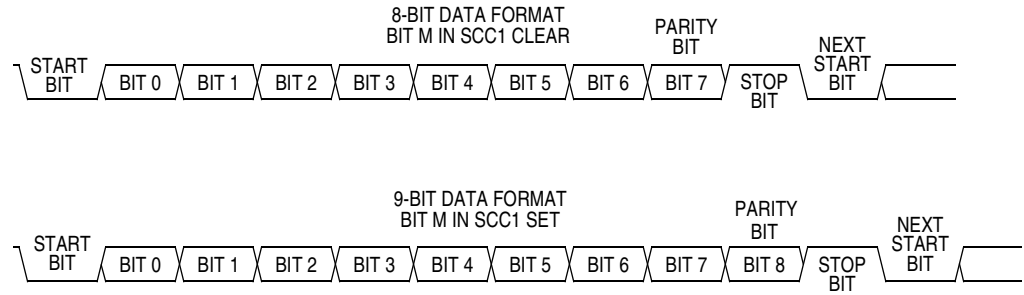 8-BIT DATA FORMAT
BIT M IN SCC1 CLEAR
PARITY
BIT
NEXT
START
BIT
START
BIT
BIT 0 BIT 1 BIT 2 BIT 3 BIT 4 BIT 5 BIT 6 BIT 7
STOP
BIT
9-BIT DATA FORMAT
BIT M IN SCC1 SET
PARITY
BIT
NEXT
START
BIT
START
BIT
BIT 0 BIT 1 BIT 2 BIT 3 BIT 4 BIT 5 BIT 6 BIT 7 BIT 8
STOP
BIT